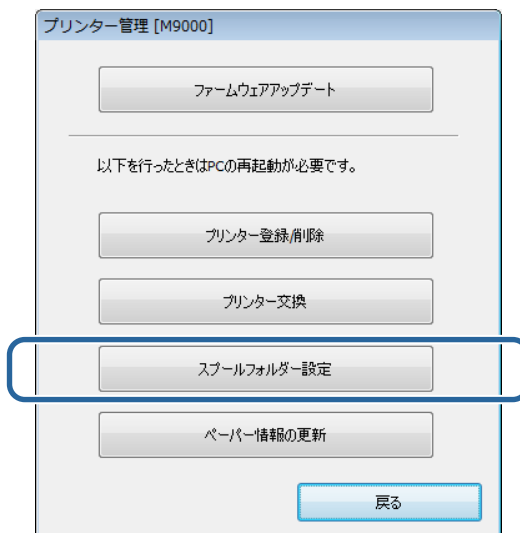 プリンター管理 [M9000]
ファームウェアアップデート
以下を行ったときはPCの再起動が必要です。
プリンター登録/削除
プリンター交換
スプールフォルダー設定
ペーパー情報の更新
戻る